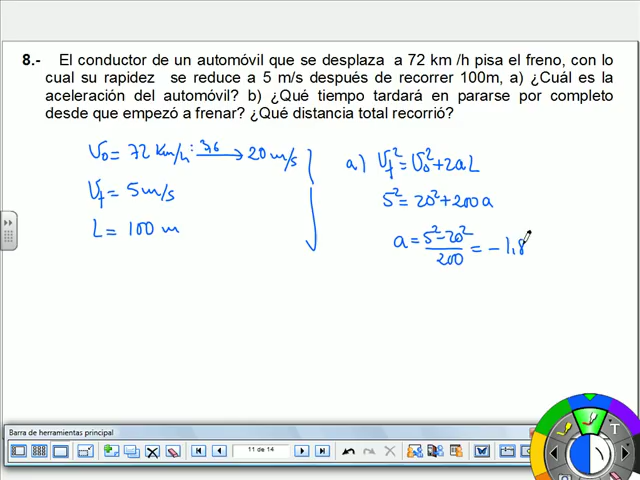 8.- El conductor de un automóvil que se desplaza a 72 km /h pisa el freno, con lo
cual su rapidez se reduce a 5 m/s después de recorrer 100m, a) ¿Cuál es la
aceleración del automóvil? b) ¿Qué tiempo tardará en pararse por completo
desde que empezó a frenar? ¿Qué distancia total recorrió?
V₀ = 72 Km/h : 3,6 → 20 m/s
Vf = 5 m/s
L = 100 m
a) Vf² = V₀² + 2aL
5² = 20² + 200a
a = 5² - 20² / 200 = - 1,8
Barra de herramientas principal
11 de 14
T